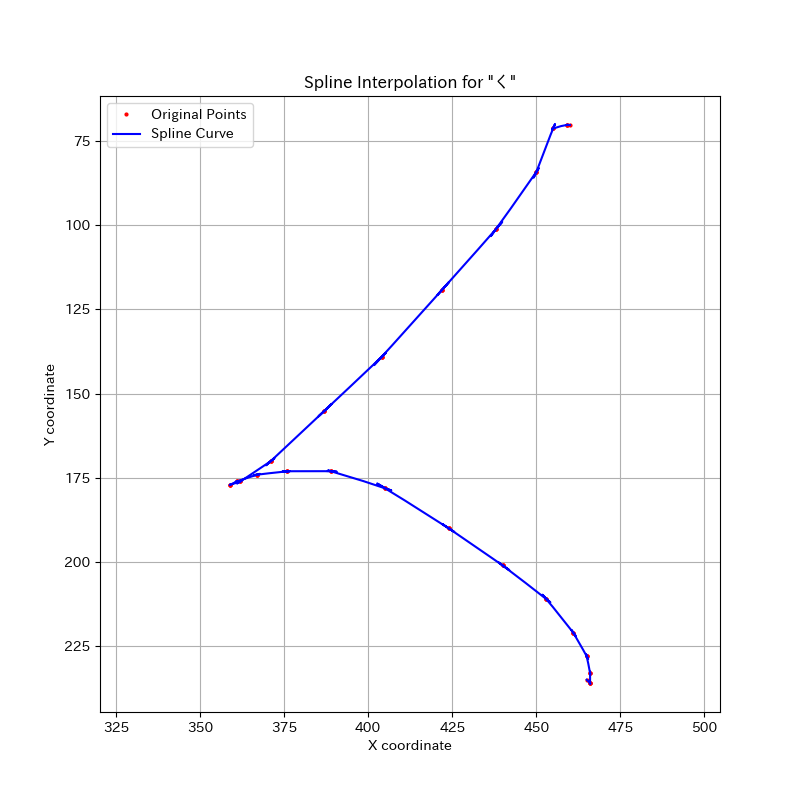 Spline Interpolation for "く"
Original Points
Spline Curve
75
100
125
150
175
200
225
Y coordinate
325 350 375 400 425 450 475 500
X coordinate